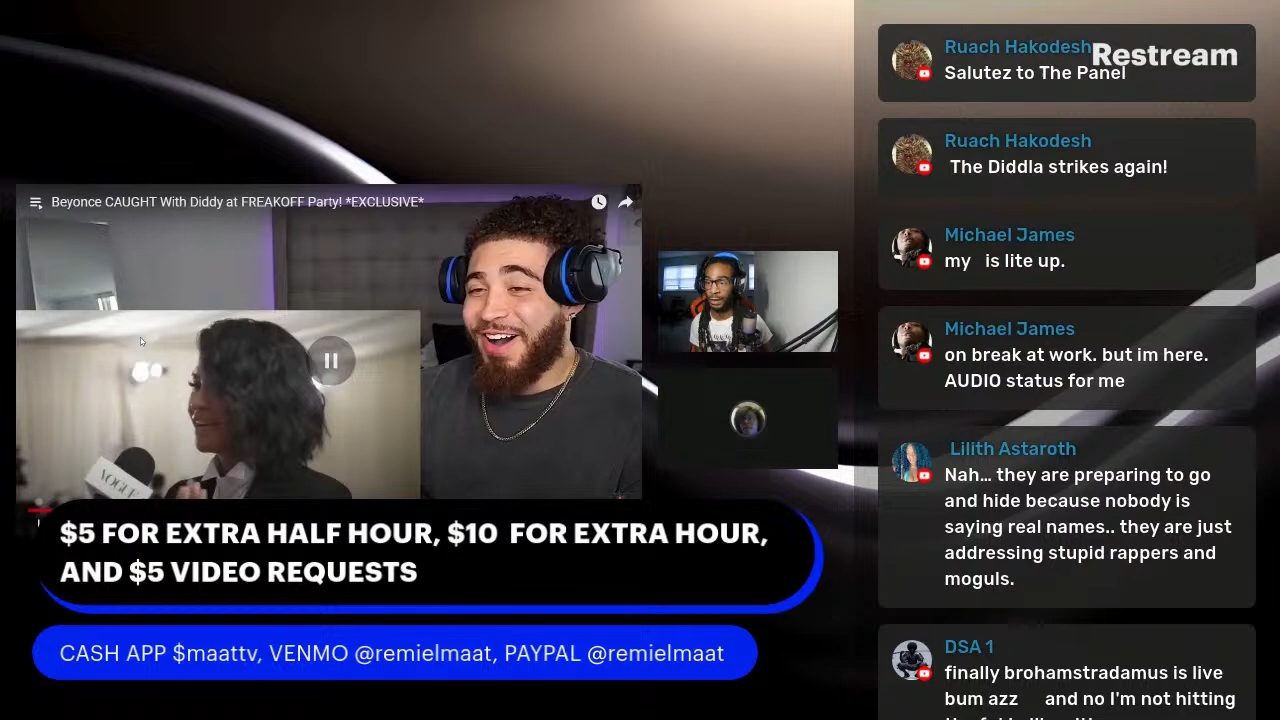 Beyonce CAUGHT With Diddy at FREAKOFF Party! *EXCLUSIVE*
VOGUE
$5 FOR EXTRA HALF HOUR, $10 FOR EXTRA HOUR,
AND $5 VIDEO REQUESTS
CASH APP $maattv, VENMO @remielmaat, PAYPAL @remielmaat
Restream
Ruach Hakodesh
Salutez to The Panel
Ruach Hakodesh
The Diddla strikes again!
Michael James
my is lite up.
Michael James
on break at work. but im here.
AUDIO status for me
Lilith Astaroth
Nah... they are preparing to go
and hide because nobody is
saying real names.. they are just
addressing stupid rappers and
moguls.
DSA 1
finally brohamstradamus is live
bum azz and no I'm not hitting